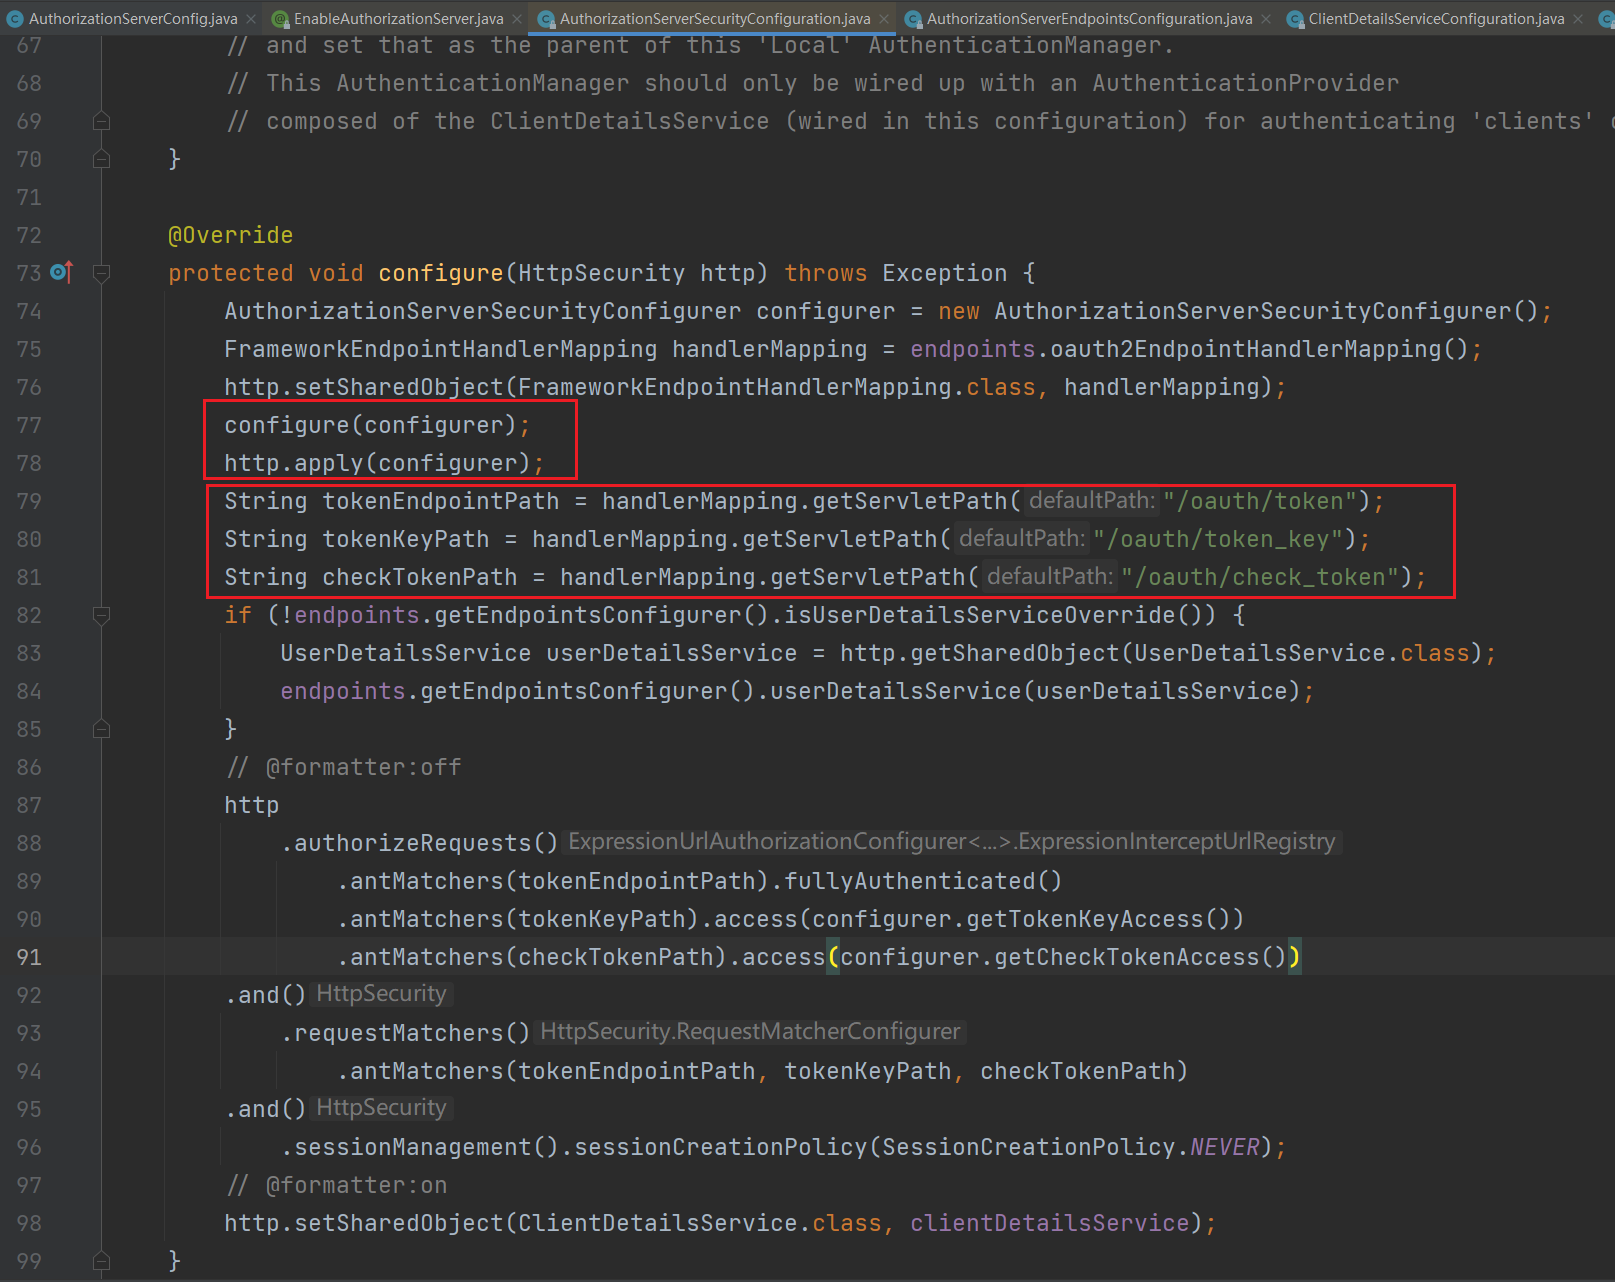 AuthorizationServerConfig.java × EnableAuthorizationServer.java × AuthorizationServerSecurityConfiguration.java × AuthorizationServerEndpointsConfiguration.java × ClientDetailsServiceConfiguration.java ×
67 // and set that as the parent of this 'Local' AuthenticationManager.
68 // This AuthenticationManager should only be wired up with an AuthenticationProvider
69 // composed of the ClientDetailsService (wired in this configuration) for authenticating 'clients'
70 }
71
72 @Override
73 protected void configure(HttpSecurity http) throws Exception {
74 AuthorizationServerSecurityConfigurer configurer = new AuthorizationServerSecurityConfigurer();
75 FrameworkEndpointHandlerMapping handlerMapping = endpoints.oauth2EndpointHandlerMapping();
76 http.setSharedObject(FrameworkEndpointHandlerMapping.class, handlerMapping);
77 configure(configurer);
78 http.apply(configurer);
79 String tokenEndpointPath = handlerMapping.getServletPath( defaultPath: "/oauth/token");
80 String tokenKeyPath = handlerMapping.getServletPath( defaultPath: "/oauth/token_key");
81 String checkTokenPath = handlerMapping.getServletPath( defaultPath: "/oauth/check_token");
82 if (!endpoints.getEndpointsConfigurer().isUserDetailsServiceOverride()) {
83 UserDetailsService userDetailsService = http.getSharedObject(UserDetailsService.class);
84 endpoints.getEndpointsConfigurer().userDetailsService(userDetailsService);
85 }
86 // @formatter:off
87 http
88 .authorizeRequests() ExpressionUrlAuthorizationConfigurer<...>.ExpressionInterceptUrlRegistry
89 .antMatchers(tokenEndpointPath).fullyAuthenticated()
90 .antMatchers(tokenKeyPath).access(configurer.getTokenKeyAccess())
91 .antMatchers(checkTokenPath).access(configurer.getCheckTokenAccess())
92 .and() HttpSecurity
93 .requestMatchers() HttpSecurity.RequestMatcherConfigurer
94 .antMatchers(tokenEndpointPath, tokenKeyPath, checkTokenPath)
95 .and() HttpSecurity
96 .sessionManagement().sessionCreationPolicy(SessionCreationPolicy.NEVER);
97 // @formatter:on
98 http.setSharedObject(ClientDetailsService.class, clientDetailsService);
99 }